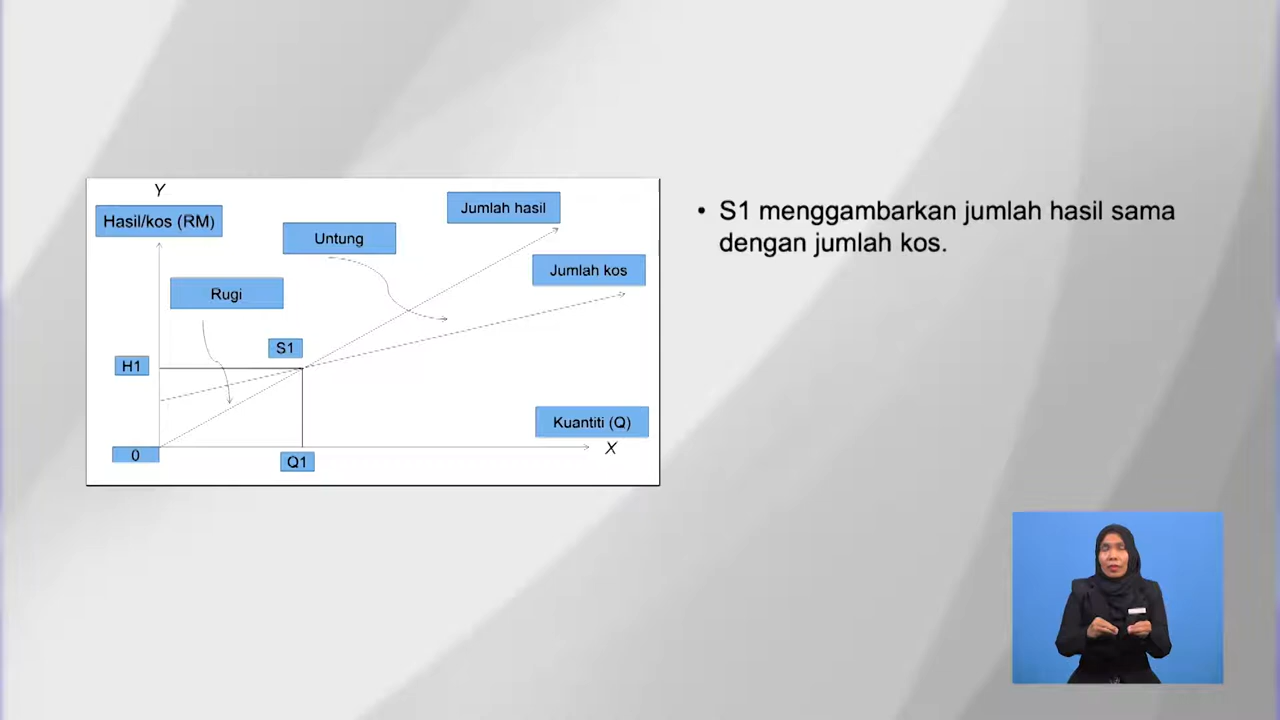 Y
Hasil/kos (RM)
Jumlah hasil
Untung
Jumlah kos
Rugi
S1
H1
Kuantiti (Q)
X
0
Q1
• S1 menggambarkan jumlah hasil sama
dengan jumlah kos.